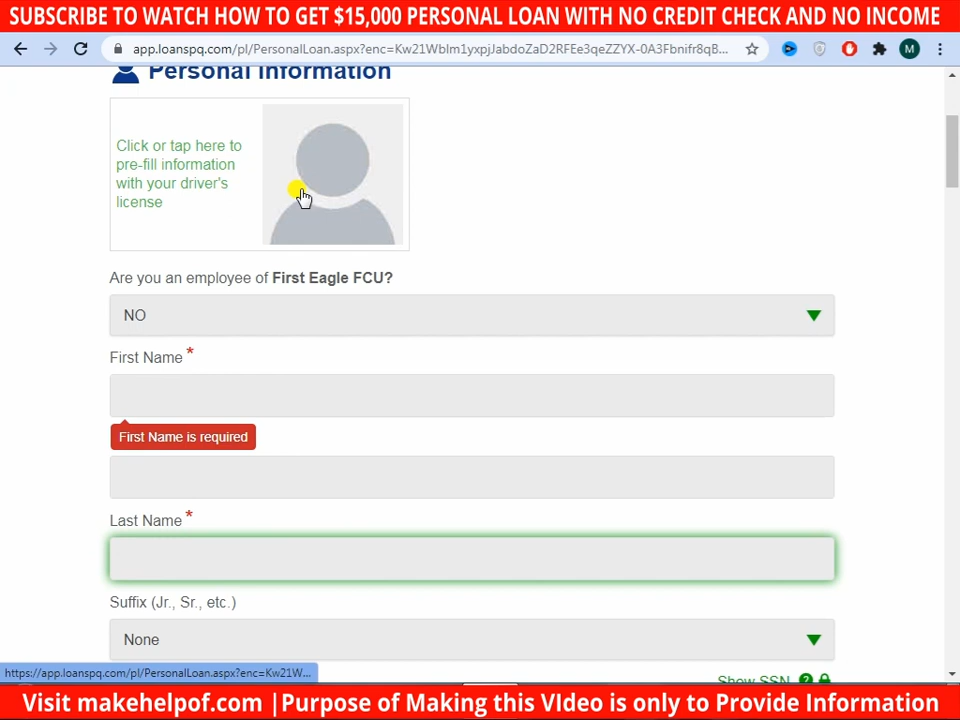 SUBSCRIBE TO WATCH HOW TO GET $15,000 PERSONAL LOAN WITH NO CREDIT CHECK AND NO INCOME
app.loanspq.com/pl/PersonalLoan.aspx?enc=Kw21Wblm1yxpjJabdoZaD2RFEe3qeZZYX-0A3Fbnifr8qB...
M
Personal Information
Click or tap here to
pre-fill information
with your driver's
license
Are you an employee of First Eagle FCU?
NO
First Name *
First Name is required
Last Name *
Suffix (Jr., Sr., etc.)
None
Show SSN ?
https://app.loanspq.com/pl/PersonalLoan.aspx?enc=Kw21W...
Visit makehelpof.com |Purpose of Making this VIdeo is only to Provide Information